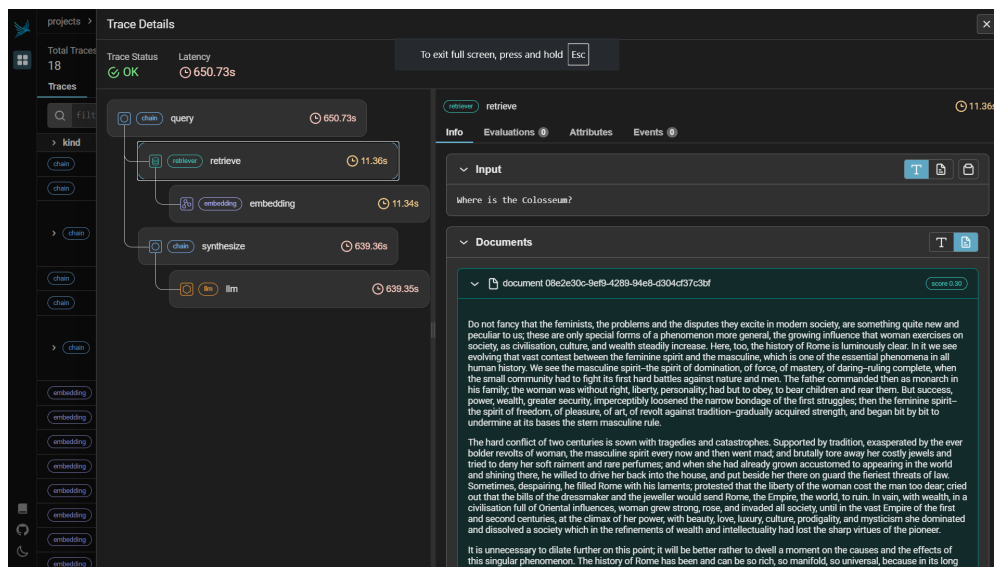 projects >
Trace Details
Total Traces
18
Traces
Trace Status
OK
Latency
650.73s
To exit full screen, press and hold Esc
kind
chain
chain
chain
chain
chain
chain
embedding
embedding
embedding
embedding
embedding
embedding
embedding
embedding
chain query 650.73s
retriever retrieve 11.36s
embedding embedding 11.34s
chain synthesize 639.36s
llm llm 639.35s
retriever retrieve 11.36s
Info Evaluations 0 Attributes Events 0
Input
T
Where is the Colosseum?
Documents
T
document 08e2e30c-9ef9-4289-94e8-d304cf37c3bf score 0.30
Do not fancy that the feminists, the problems and the disputes they excite in modern society, are something quite new and
peculiar to us; these are only special forms of a phenomenon more general, the growing influence that woman exercises on
society, as civilisation, culture, and wealth steadily increase. Here, too, the history of Rome is luminously clear. In it we see
evolving that vast contest between the feminine spirit and the masculine, which is one of the essential phenomena in all
human history. We see the masculine spirit–the spirit of domination, of force, of mastery, of daring–ruling complete, when
the small community had to fight its first hard battles against nature and men. The father commanded then as monarch in
his family; the woman was without right, liberty, personality; had but to obey, to bear children and rear them. But success,
power, wealth, greater security, imperceptibly loosened the narrow bondage of the first struggles; then the feminine spirit–
the spirit of freedom, of pleasure, of art, of revolt against tradition–gradually acquired strength, and began bit by bit to
undermine at its bases the stern masculine rule.
The hard conflict of two centuries is sown with tragedies and catastrophes. Supported by tradition, exasperated by the ever
bolder revolts of woman, the masculine spirit every now and then went mad; and brutally tore away her costly jewels and
tried to deny her soft raiment and rare perfumes; and when she had already grown accustomed to appearing in the world
and shining there, he willed to drive her back into the house, and put beside her there on guard the fieriest threats of law.
Sometimes, despairing, he filled Rome with his laments; protested that the liberty of the woman cost the man too dear; cried
out that the bills of the dressmaker and the jeweller would send Rome, the Empire, the world, to ruin. In vain, with wealth, in a
civilisation full of Oriental influences, woman grew strong, rose, and invaded all society, until in the vast Empire of the first
and second centuries, at the climax of her power, with beauty, love, luxury, culture, prodigality, and mysticism she dominated
and dissolved a society which in the refinements of wealth and intellectuality had lost the sharp virtues of the pioneer.
It is unnecessary to dilate further on this point; it will be better rather to dwell a moment on the causes and the effects of
this singular phenomenon. The history of Rome has been and can be so rich, so manifold, so universal, because in its long